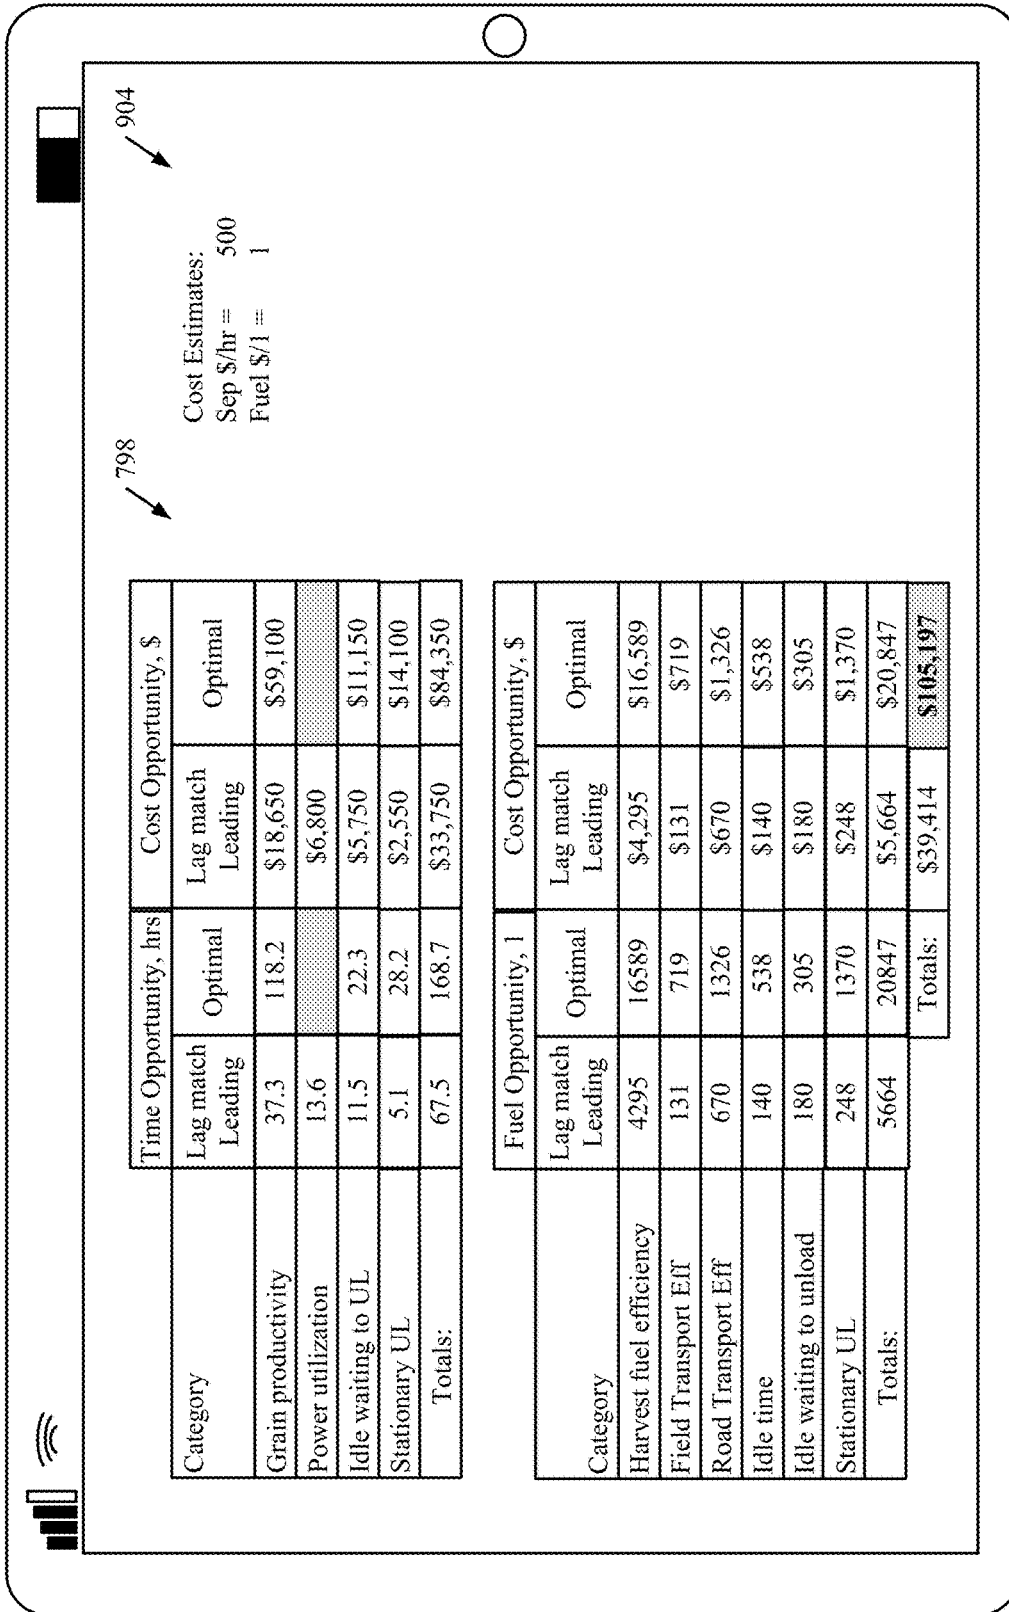 798
904
Time Opportunity, hrs Cost Opportunity, $
Category Lag match Leading Optimal Lag match Leading Optimal
Grain productivity 37.3 118.2 $18,650 $59,100
Power utilization 13.6 $6,800
Idle waiting to UL 11.5 22.3 $5,750 $11,150
Stationary UL 5.1 28.2 $2,550 $14,100
Totals: 67.5 168.7 $33,750 $84,350
Cost Estimates:
Sep $/hr = 500
Fuel $/1 = 1
Fuel Opportunity, 1 Cost Opportunity, $
Category Lag match Leading Optimal Lag match Leading Optimal
Harvest fuel efficiency 4295 16589 $4,295 $16,589
Field Transport Eff 131 719 $131 $719
Road Transport Eff 670 1326 $670 $1,326
Idle time 140 538 $140 $538
Idle waiting to unload 180 305 $180 $305
Stationary UL 248 1370 $248 $1,370
Totals: 5664 20847 $5,664 $20,847
Totals: $39,414 $105,197